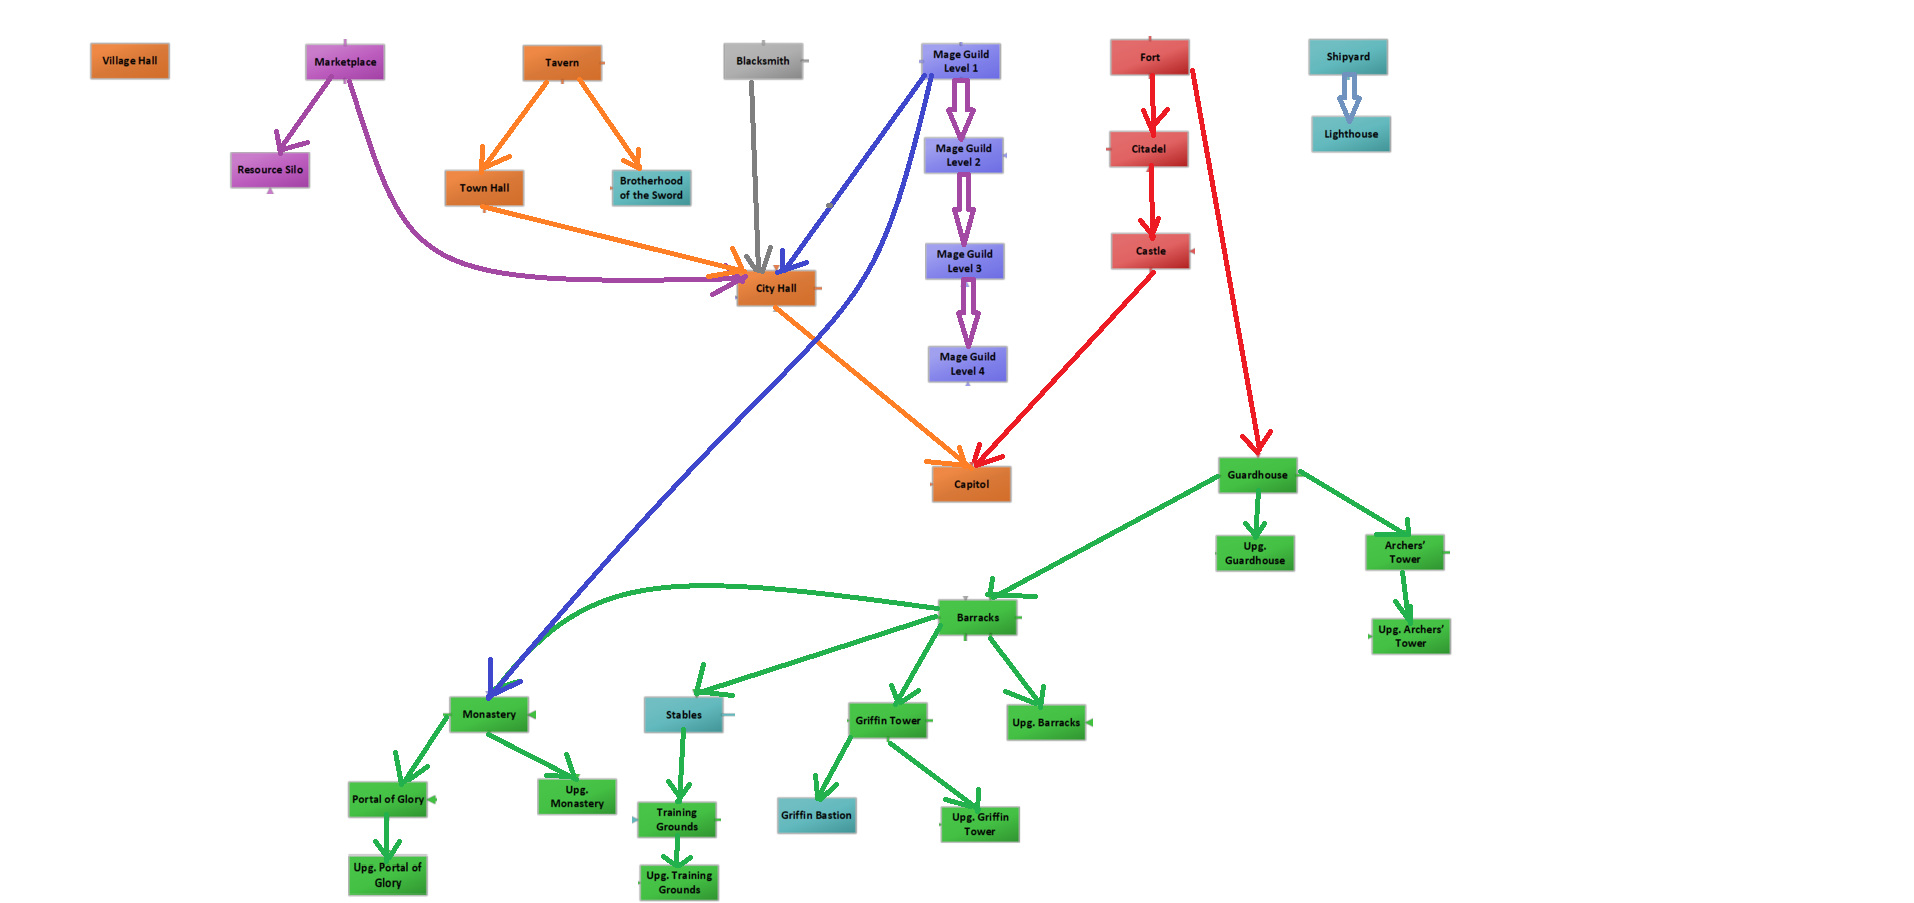 Village Hall
Marketplace
Tavern
Blacksmith
Mage Guild
Level 1
Fort
Shipyard
Resource Silo
Town Hall
Brotherhood
of the Sword
Mage Guild
Level 2
Citadel
Lighthouse
City Hall
Mage Guild
Level 3
Castle
Mage Guild
Level 4
Capitol
Guardhouse
Upg.
Guardhouse
Archers'
Tower
Barracks
Upg. Archers'
Tower
Monastery
Stables
Griffin Tower
Upg. Barracks
Portal of Glory
Upg.
Monastery
Training
Grounds
Griffin Bastion
Upg. Griffin
Tower
Upg. Portal of
Glory
Upg. Training
Grounds